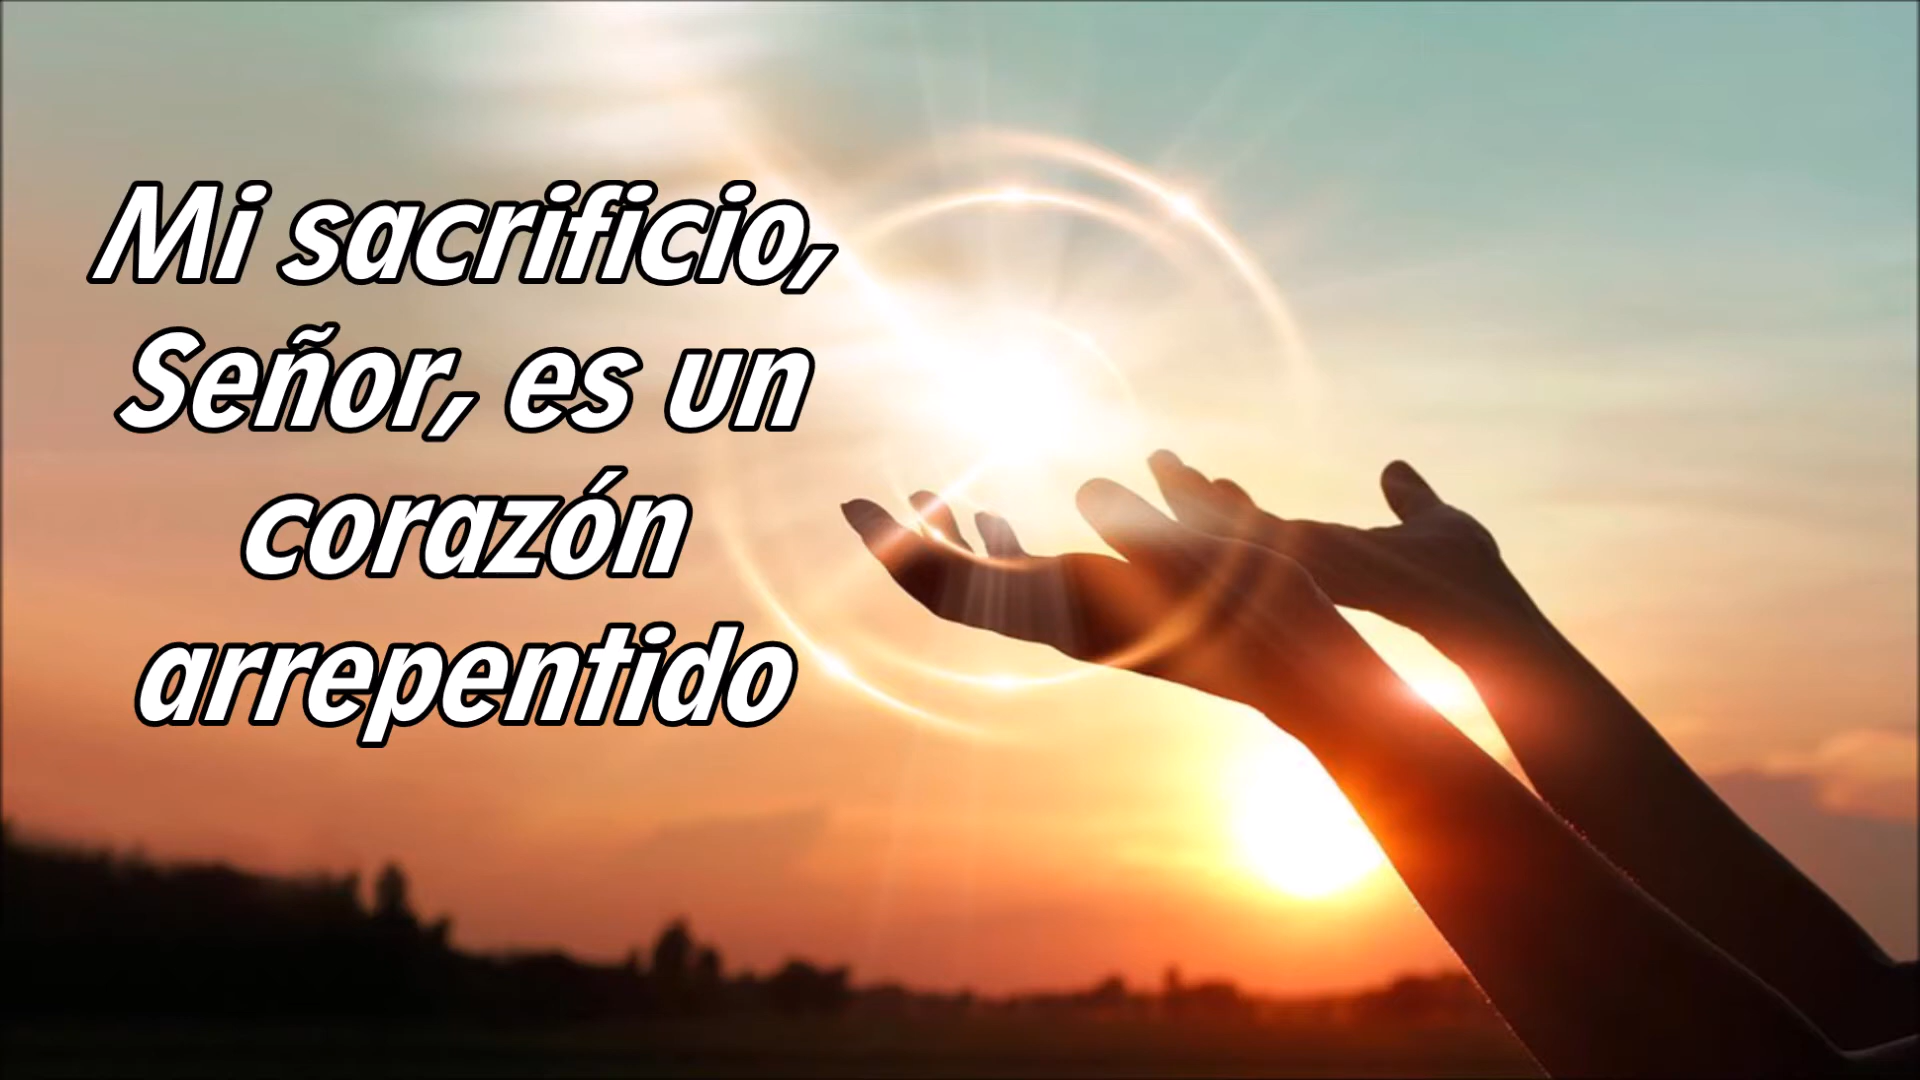 Mi sacrificio,
Señor, es un
corazón
arrepentido